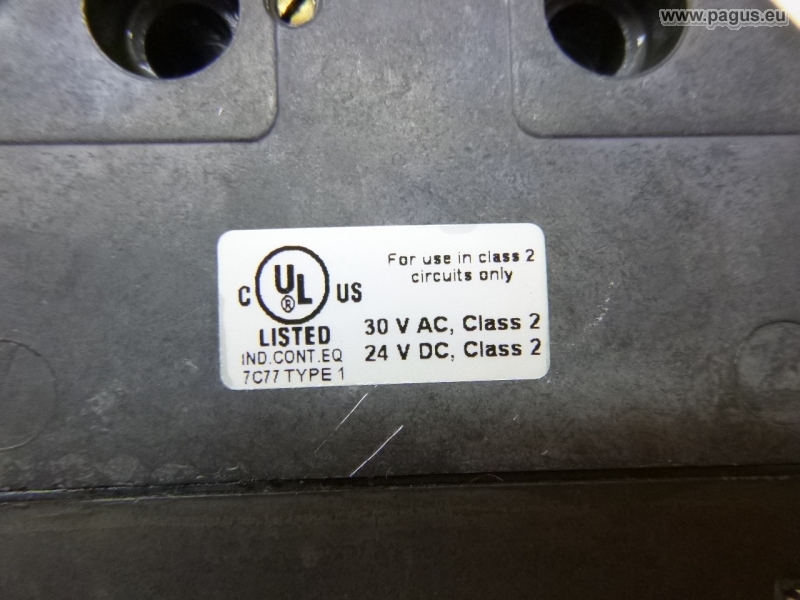 www.pagus.eu
For use in class 2
circuits only
C UL ® US
LISTED
IND.CONT.EQ
7C77 TYPE 1
30 V AC, Class 2
24 V DC, Class 2